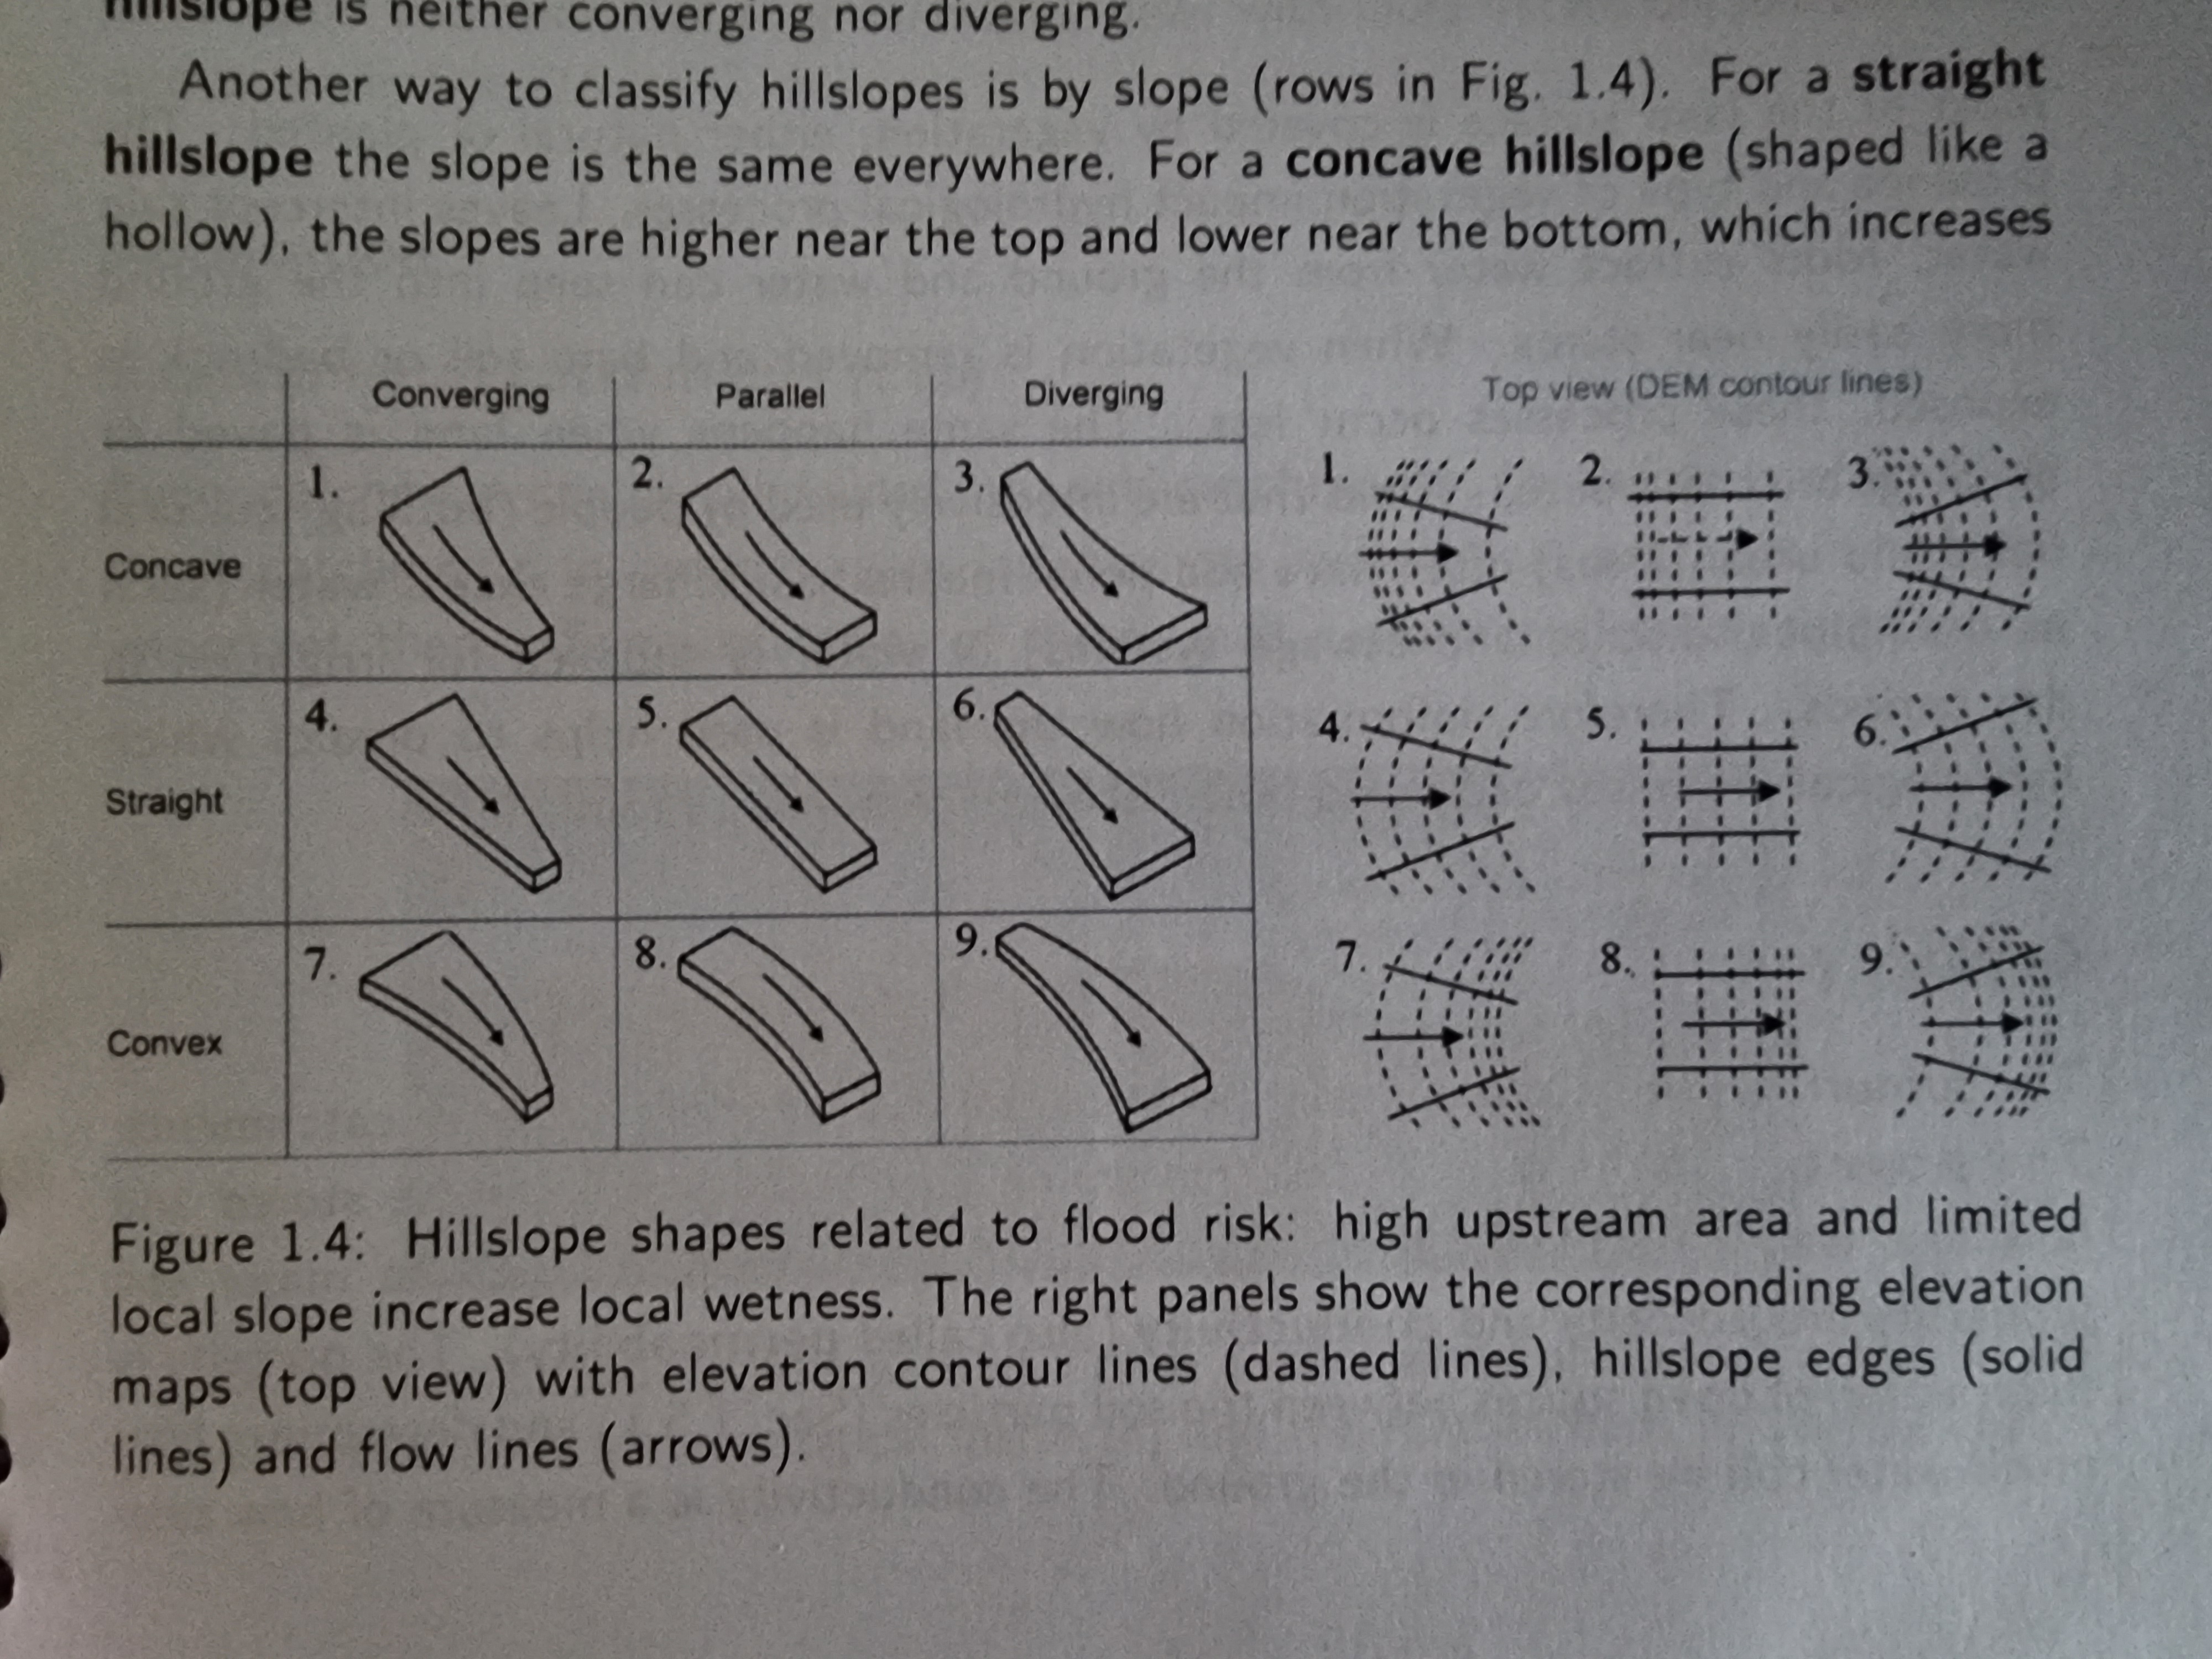 hillslope is neither converging nor diverging.
Another way to classify hillslopes is by slope (rows in Fig. 1.4). For a straight
hillslope the slope is the same everywhere. For a concave hillslope (shaped like a
hollow), the slopes are higher near the top and lower near the bottom, which increases
Converging Parallel Diverging
Concave
1. 2. 3.
Straight
4. 5. 6.
Convex
7. 8. 9.
Top view (DEM contour lines)
1. 2. 3.
4. 5. 6.
7. 8. 9.
Figure 1.4: Hillslope shapes related to flood risk: high upstream area and limited
local slope increase local wetness. The right panels show the corresponding elevation
maps (top view) with elevation contour lines (dashed lines), hillslope edges (solid
lines) and flow lines (arrows).